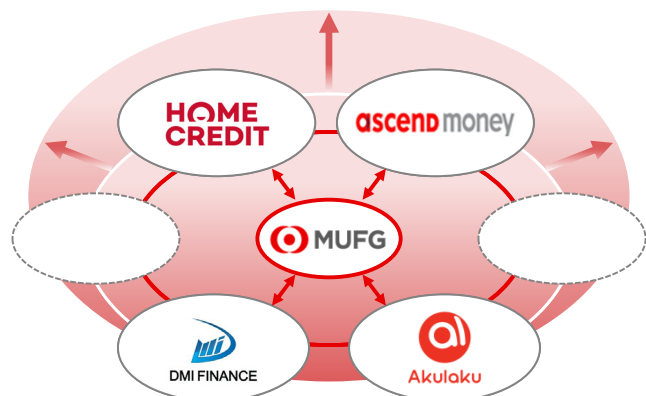 HOME
CREDIT
ascend money
MUFG
DMI FINANCE
Akulaku